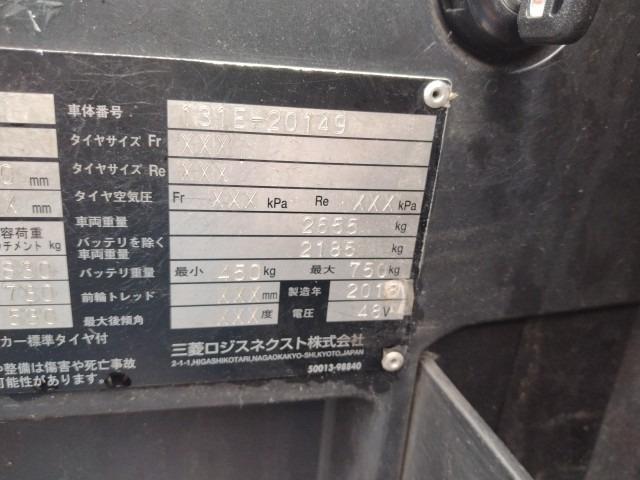 車体番号 131E-20149
タイヤサイズ Fr XXX
タイヤサイズ Re XXX
mm タイヤ空気圧 Fr XXX kPa Re XXX kPa
X mm 車両重量 2655 kg
容荷重 バッテリを除く
チメント kg 車両重量 2185 kg
バッテリ重量 最小 450 kg 最大 750 kg
前輪トレッド XXX mm 製造年 2018
最大後傾角 XXX 度 電圧 48 V
カー標準タイヤ付
三菱ロジスネクスト株式会社
2-1-1,HIGASHIKOTARI,NAGAOKAKYO-SHI,KYOTO,JAPAN
整備は傷害や死亡事故
可能性があります。
50013-98840